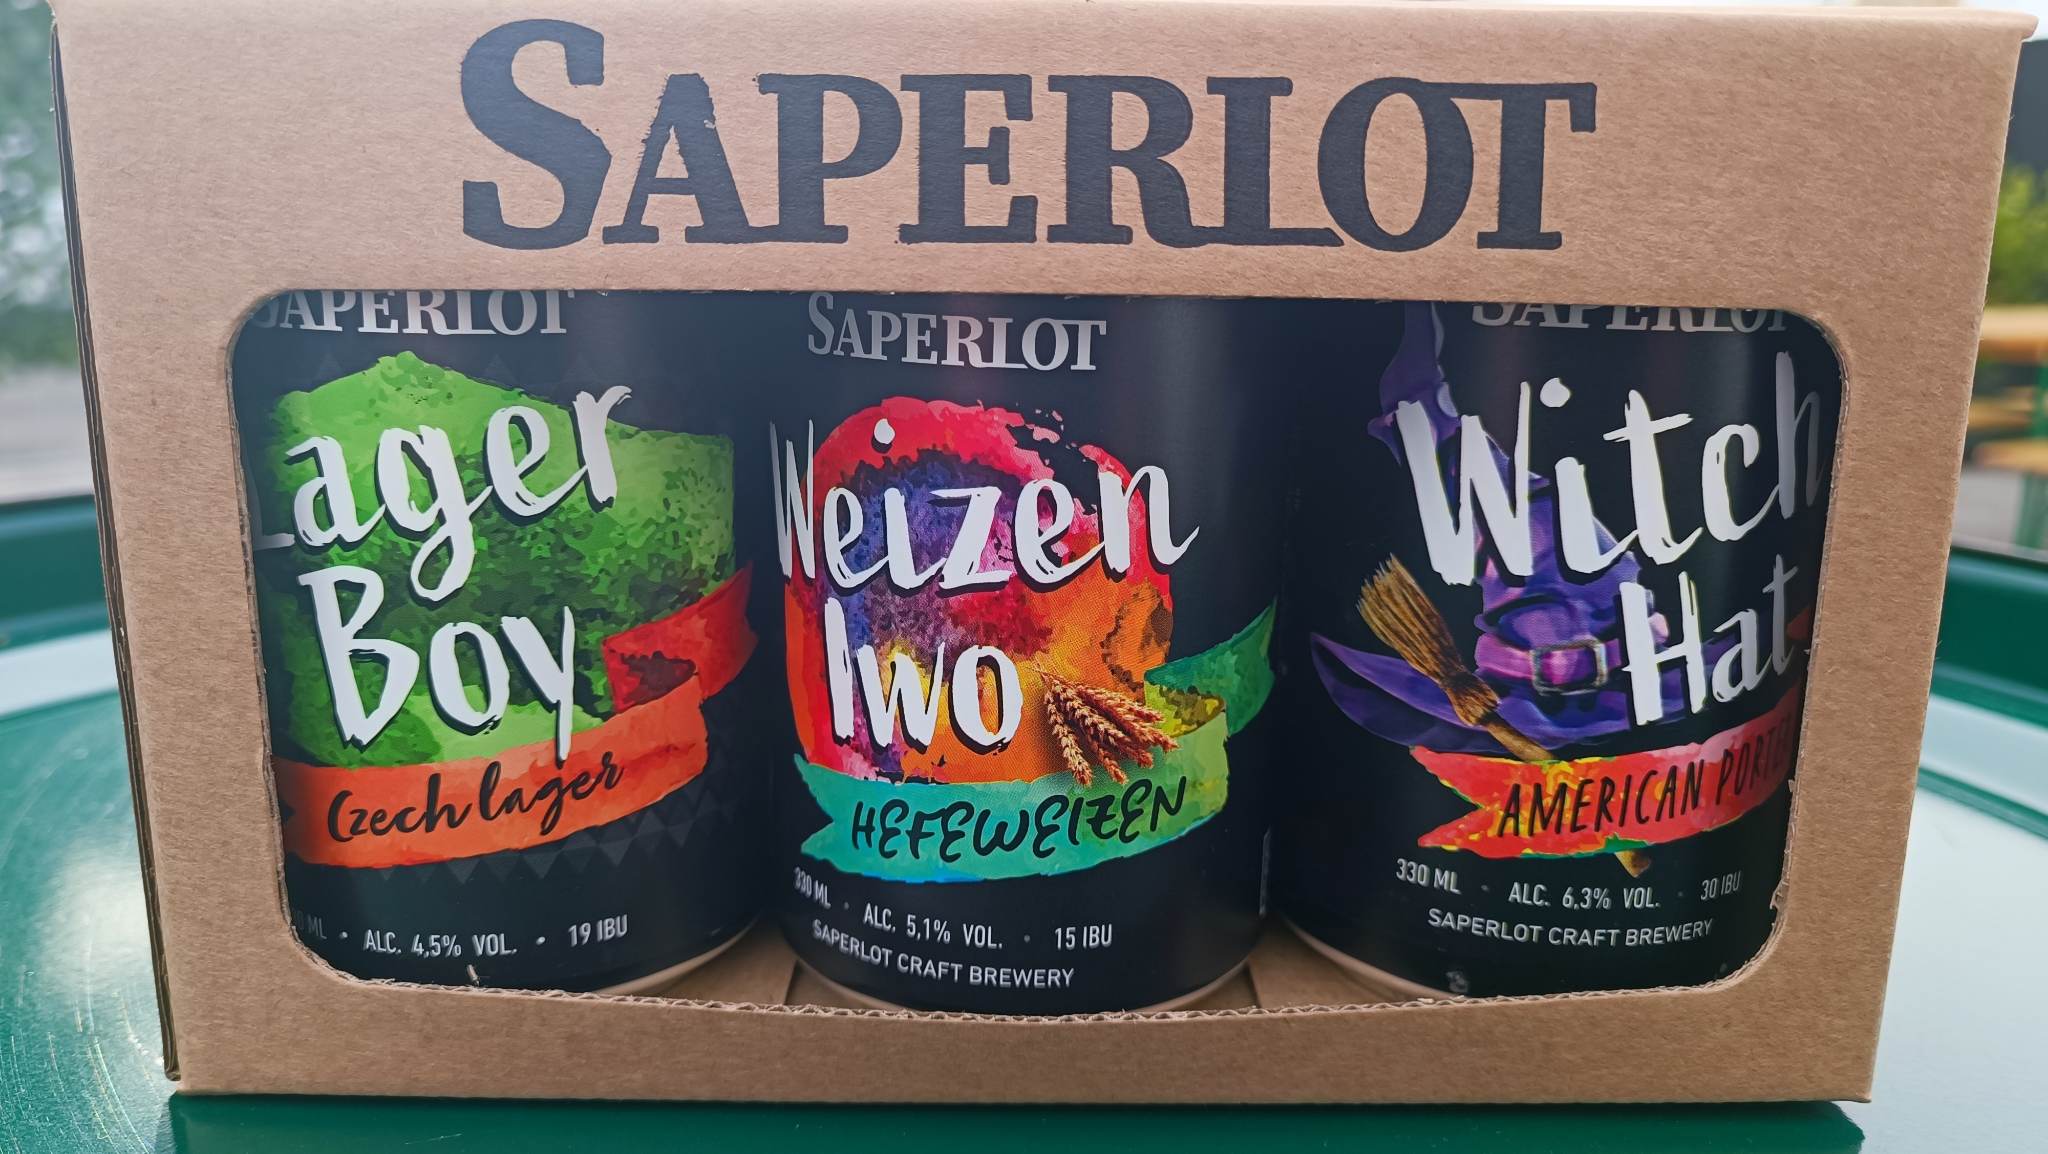 SAPERLOT
SAPERLOT
Lager
Boy
Czech lager
ML • ALC. 4,5% VOL. • 19 IBU
SAPERLOT
Weizen
Two
HEFEWEIZEN
330 ML • ALC. 5,1% VOL. • 15 IBU
SAPERLOT CRAFT BREWERY
SAPERLOT
Witch
Hat
AMERICAN PORTER
330 ML • ALC. 6,3% VOL. • 30 IBU
SAPERLOT CRAFT BREWERY